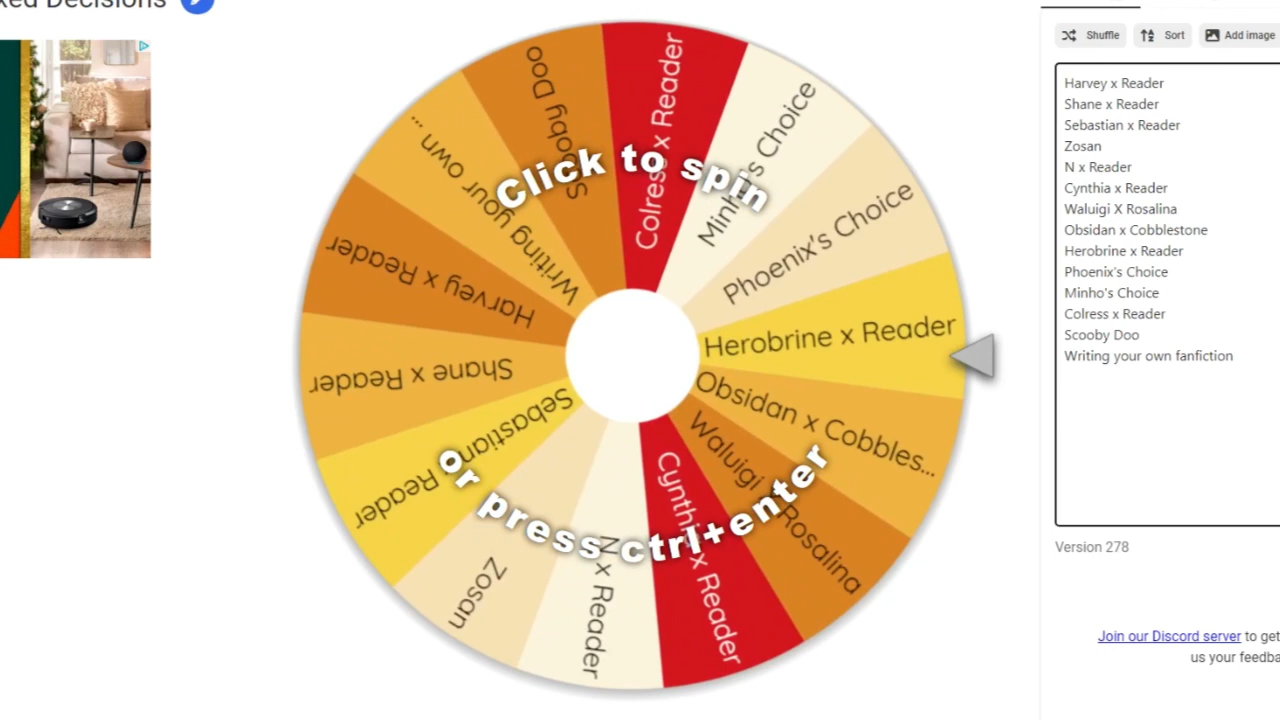 xed Decisions
Shuffle
Sort
Add image
Harvey x Reader
Shane x Reader
Sebastian x Reader
Zosan
N x Reader
Cynthia x Reader
Waluigi X Rosalina
Obsidan x Cobblestone
Herobrine x Reader
Phoenix's Choice
Minho's Choice
Colress x Reader
Scooby Doo
Writing your own fanfiction
Version 278
Join our Discord server to get
us your feedba
Click to spin
or press ctrl+enter
Colress x Reader
Minho's Choice
Phoenix's Choice
Herobrine x Reader
Obsidan x Cobbles...
Waluigi X Rosalina
Cynthia x Reader
N x Reader
Zosan
Sebastian x Reader
Shane x Reader
Harvey x Reader
Writing your own ...
Scooby Doo